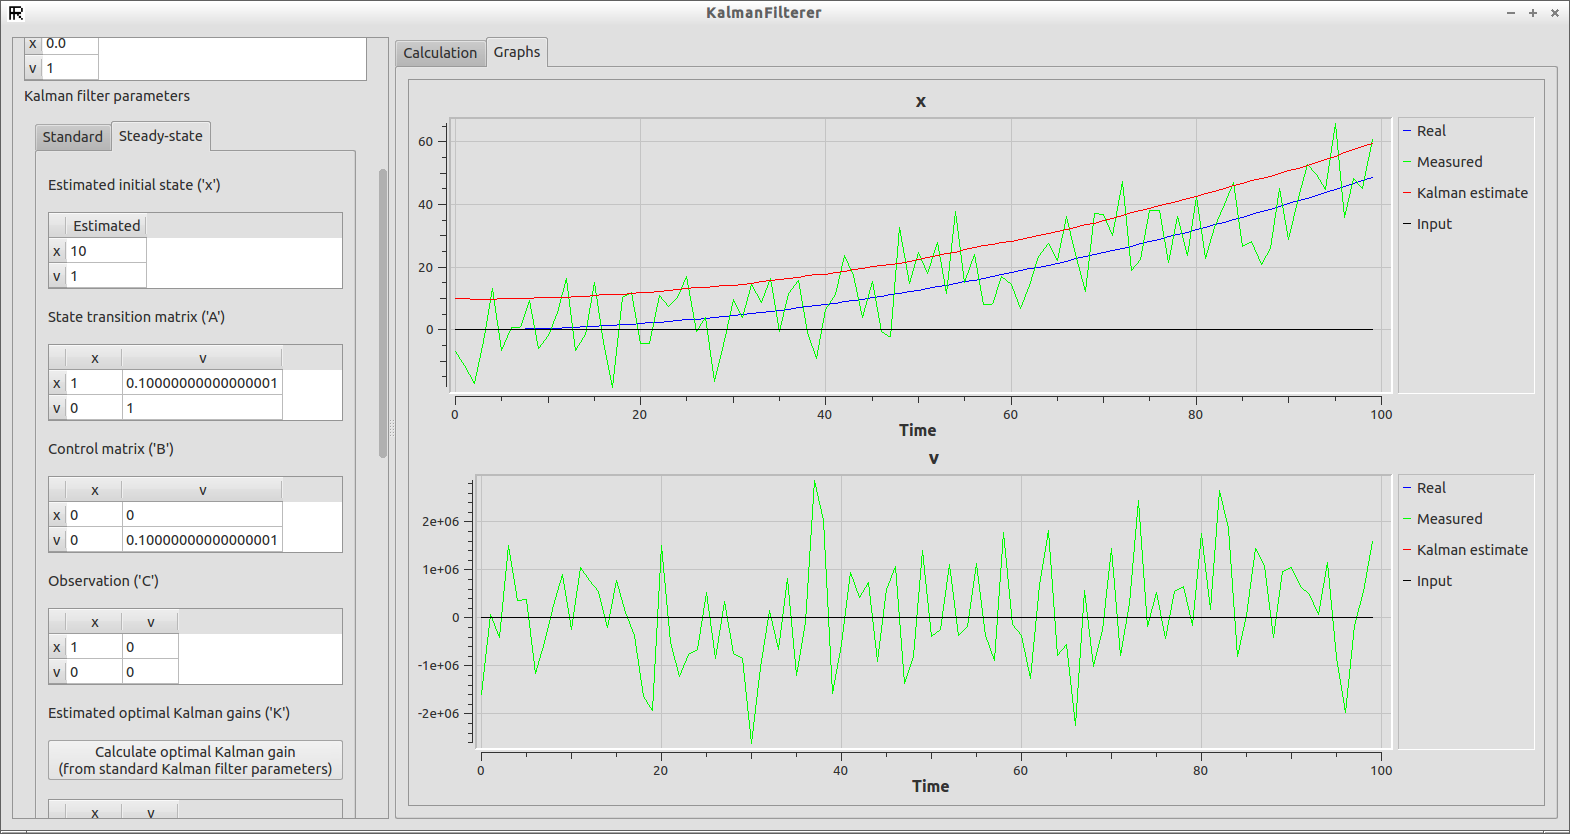 KalmanFilterer
x 0.0
v 1
Kalman filter parameters
Standard Steady-state
Estimated initial state ('x')
Estimated
x 10
v 1
State transition matrix ('A')
x v
x 1 0.10000000000000001
v 0 1
Control matrix ('B')
x v
x 0 0
v 0 0.10000000000000001
Observation ('C')
x v
x 1 0
v 0 0
Estimated optimal Kalman gains ('K')
Calculate optimal Kalman gain
(from standard Kalman filter parameters)
x v
Calculation Graphs
x
60
40
20
0
0 20 40 60 80 100
Time
Real
Measured
Kalman estimate
Input
v
2e+06
1e+06
0
-1e+06
-2e+06
0 20 40 60 80 100
Time
Real
Measured
Kalman estimate
Input